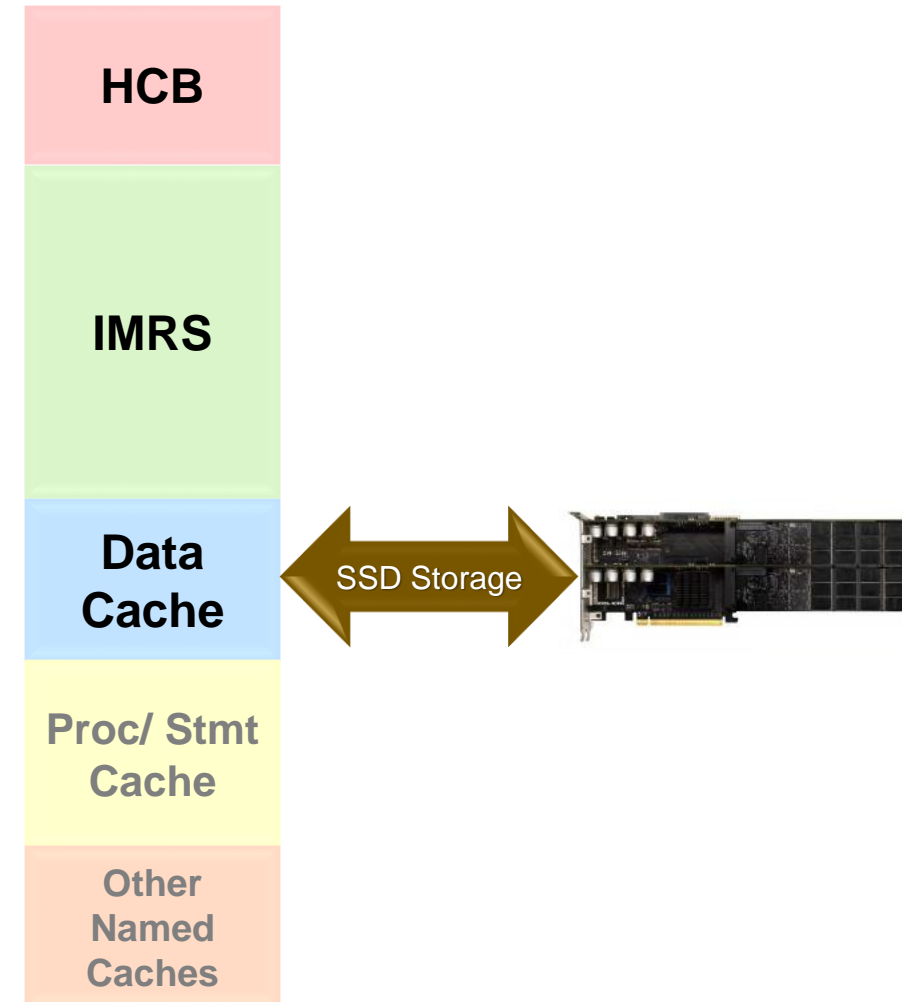 HCB
IMRS
Data
Cache
SSD Storage
Proc/ Stmt
Cache
Other
Named
Caches